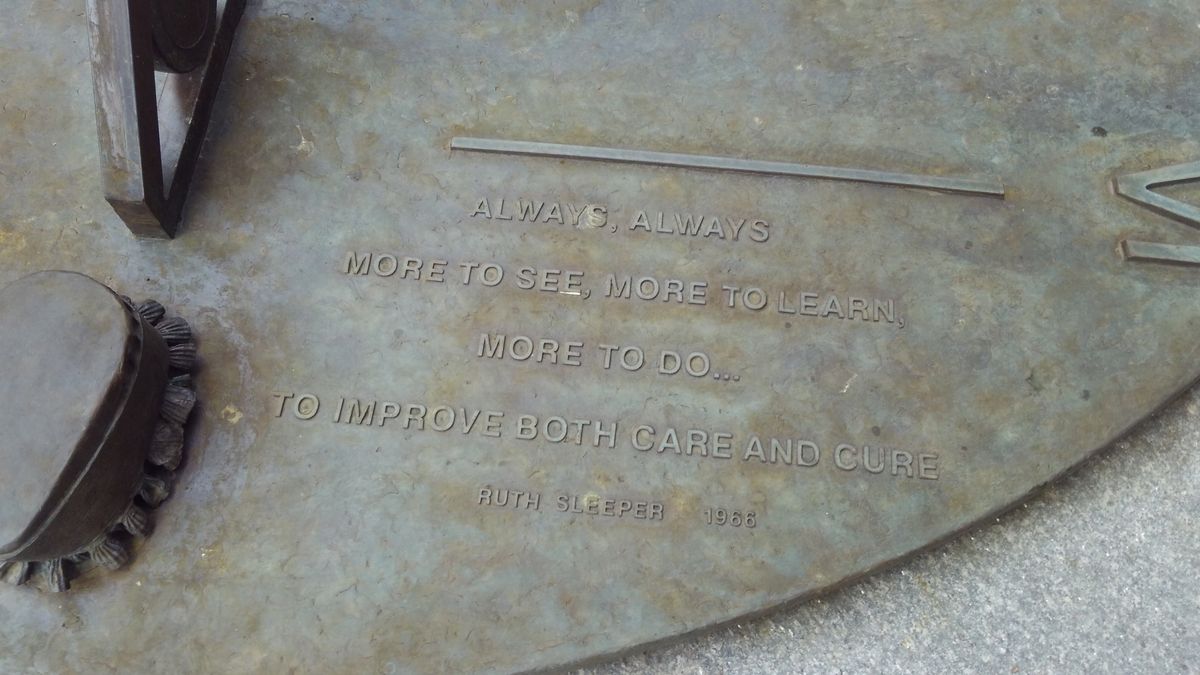 ALWAYS, ALWAYS
MORE TO SEE, MORE TO LEARN,
MORE TO DO...
TO IMPROVE BOTH CARE AND CURE
RUTH SLEEPER 1966